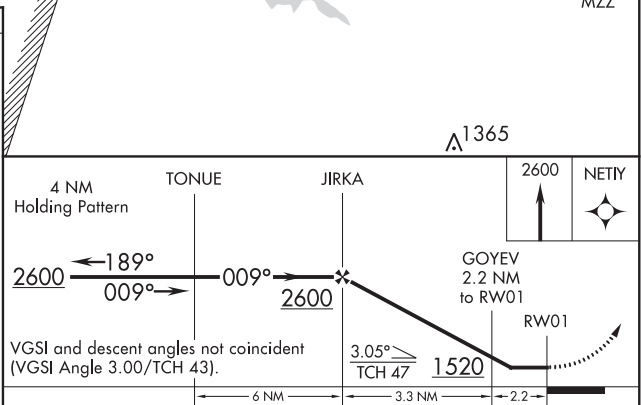 MZZ
1365
4 NM
Holding Pattern
TONUE
JIRKA
2600
NETIY
189°
2600
009°
009°
2600
GOYEV
2.2 NM
to RW01
RW01
VGSI and descent angles not coincident
(VGSI Angle 3.00/TCH 43).
3.05°
TCH 47
1520
6 NM
3.3 NM
2.2